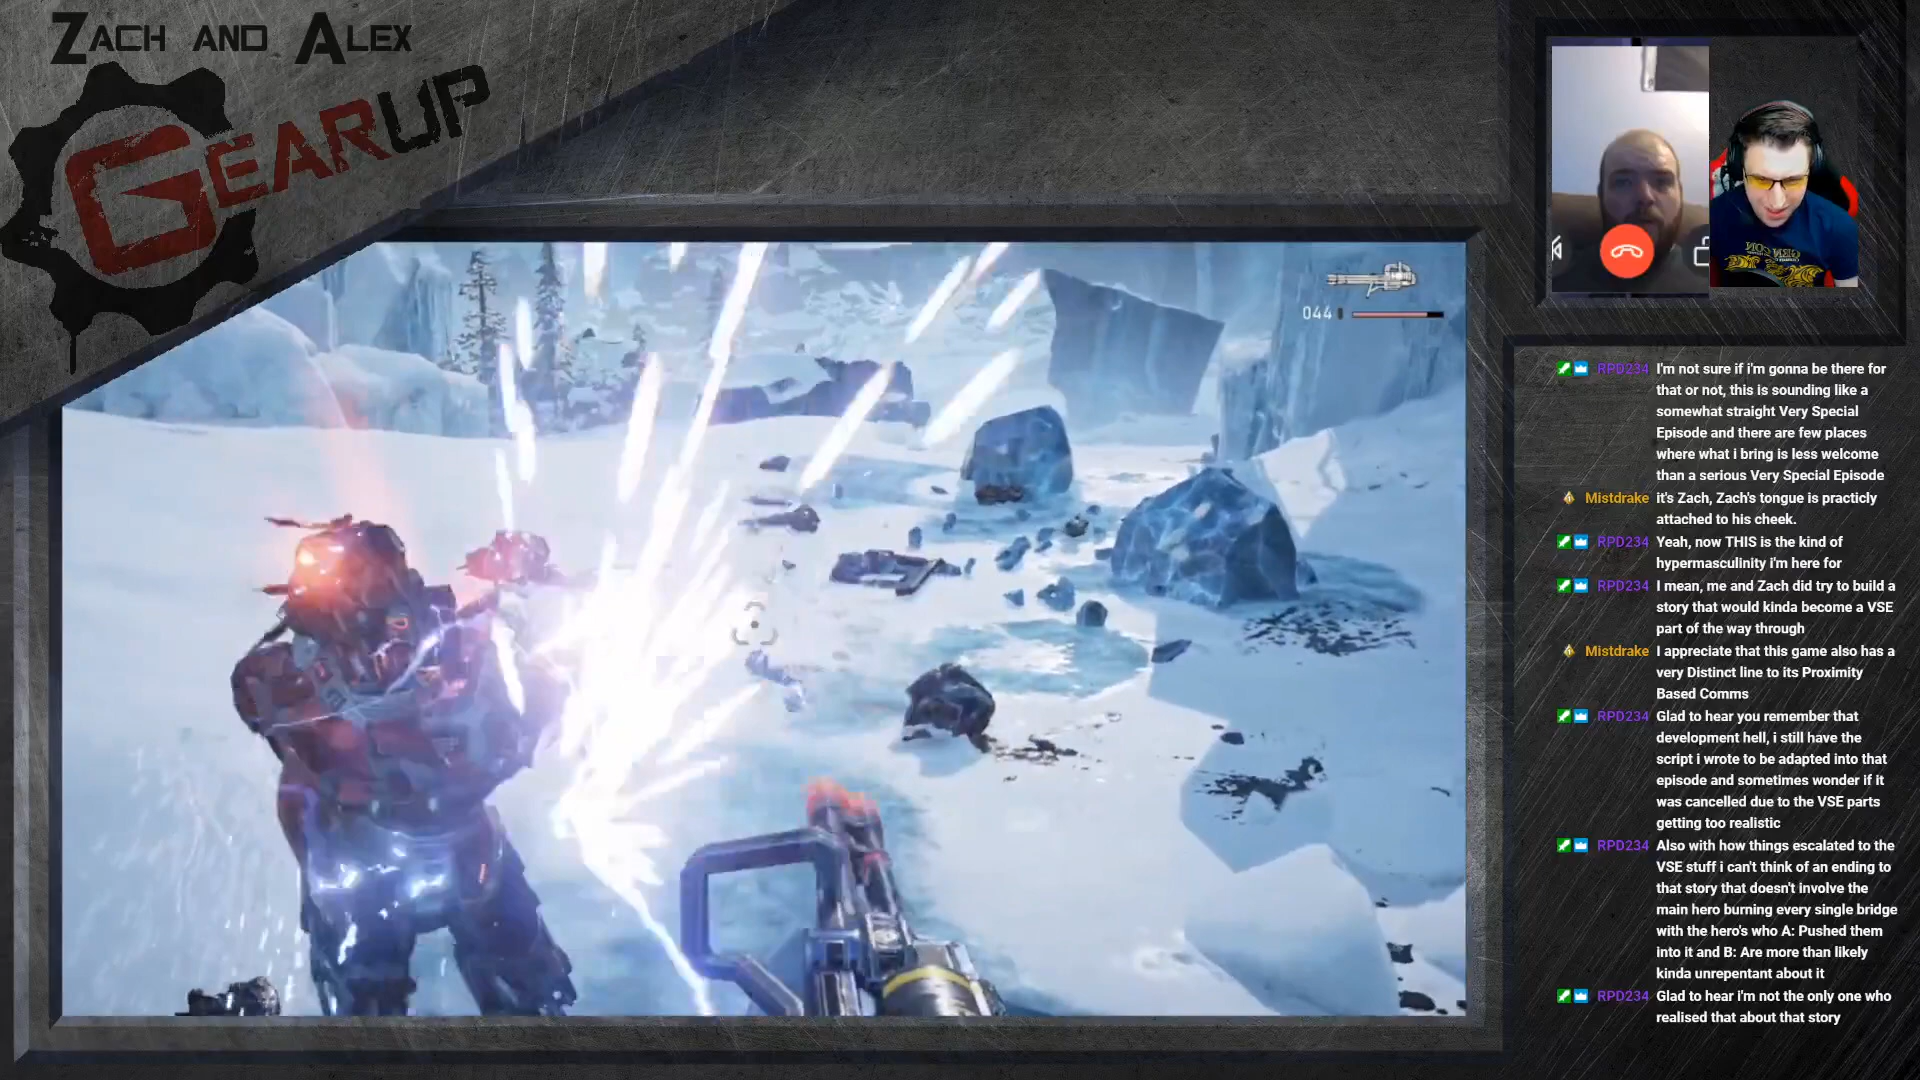 Zach and Alex
GearUp
044
RPD234 I'm not sure if i'm gonna be there for
that or not, this is sounding like a
somewhat straight Very Special
Episode and there are few places
where what i bring is less welcome
than a serious Very Special Episode
Mistdrake it's Zach, Zach's tongue is practicly
attached to his cheek.
RPD234 Yeah, now THIS is the kind of
hypermasculinity i'm here for
RPD234 I mean, me and Zach did try to build a
story that would kinda become a VSE
part of the way through
Mistdrake I appreciate that this game also has a
very Distinct line to its Proximity
Based Comms
RPD234 Glad to hear you remember that
development hell, i still have the
script i wrote to be adapted into that
episode and sometimes wonder if it
was cancelled due to the VSE parts
getting too realistic
RPD234 Also with how things escalated to the
VSE stuff i can't think of an ending to
that story that doesn't involve the
main hero burning every single bridge
with the hero's who A: Pushed them
into it and B: Are more than likely
kinda unrepentant about it
RPD234 Glad to hear i'm not the only one who
realised that about that story